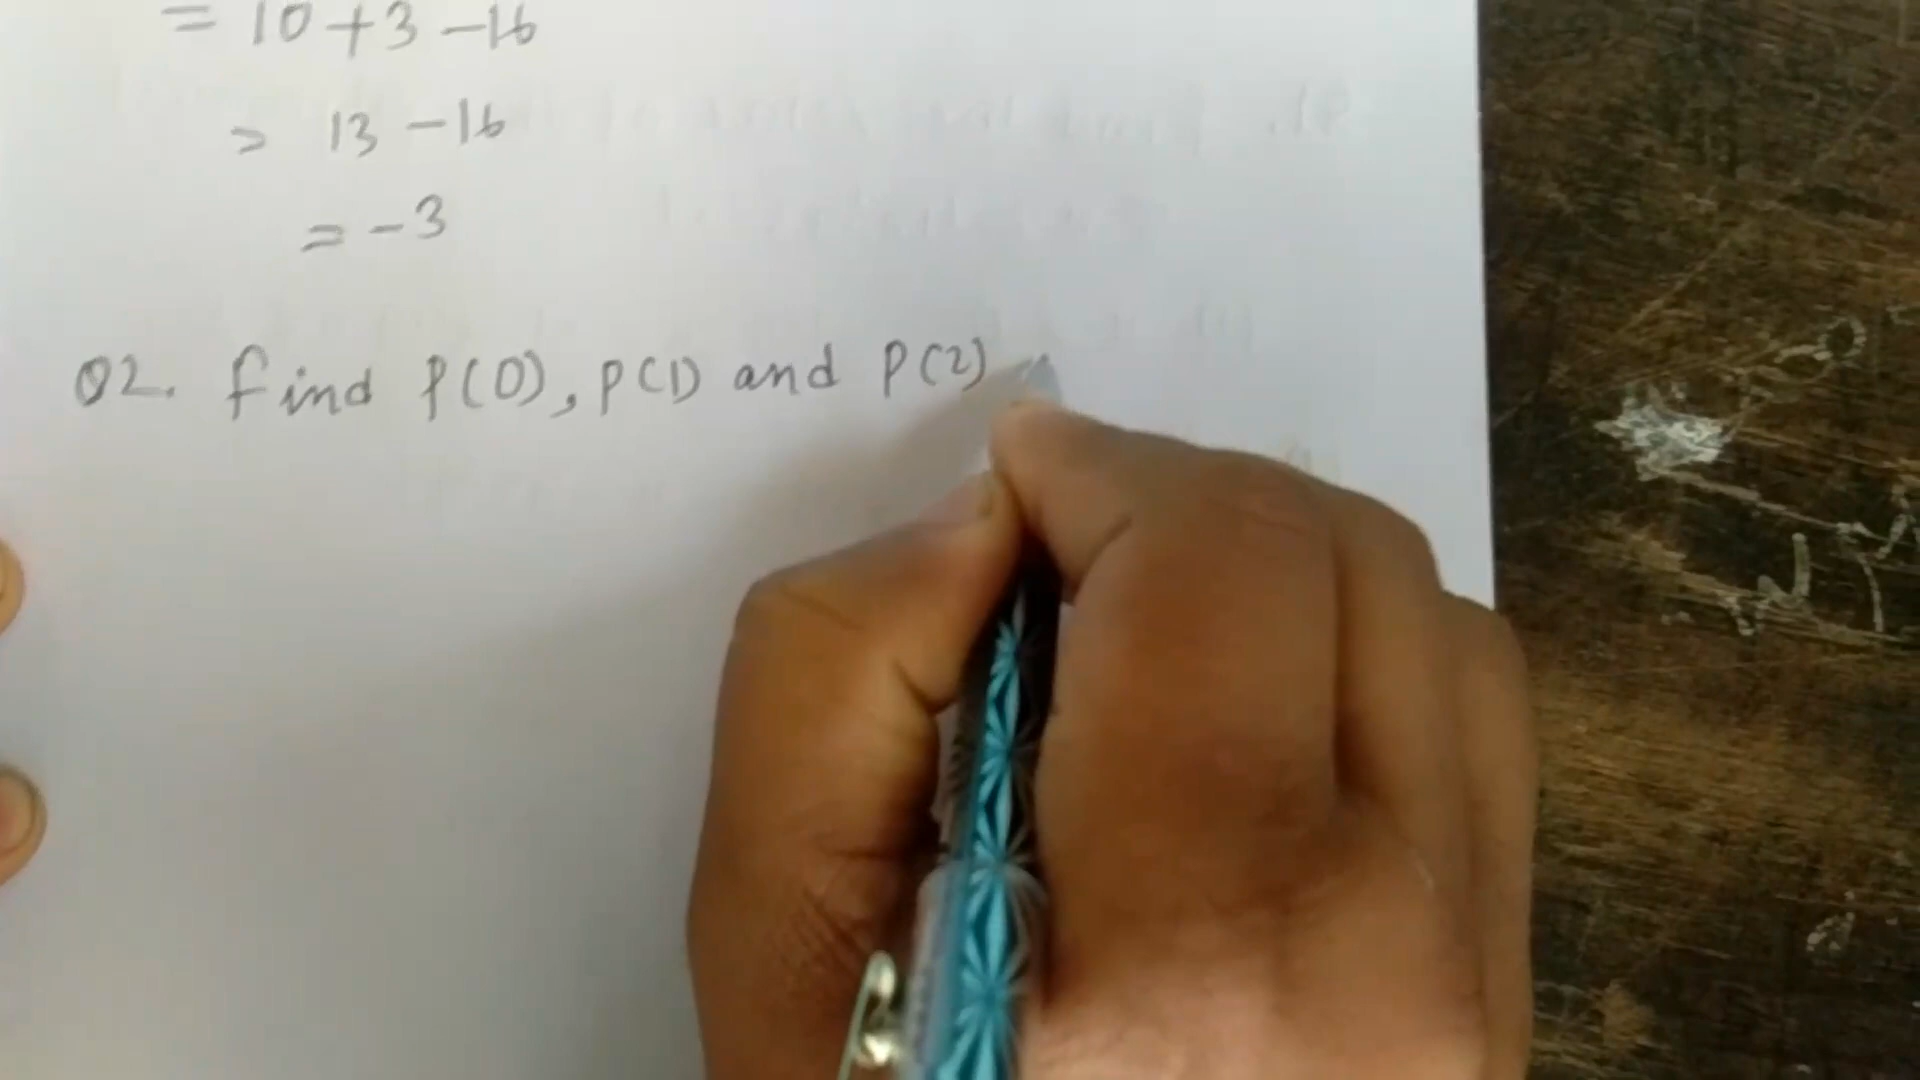 = 10 + 3 - 16
= 13 - 16
= - 3
Q2. find P(0), P(1) and P(2)